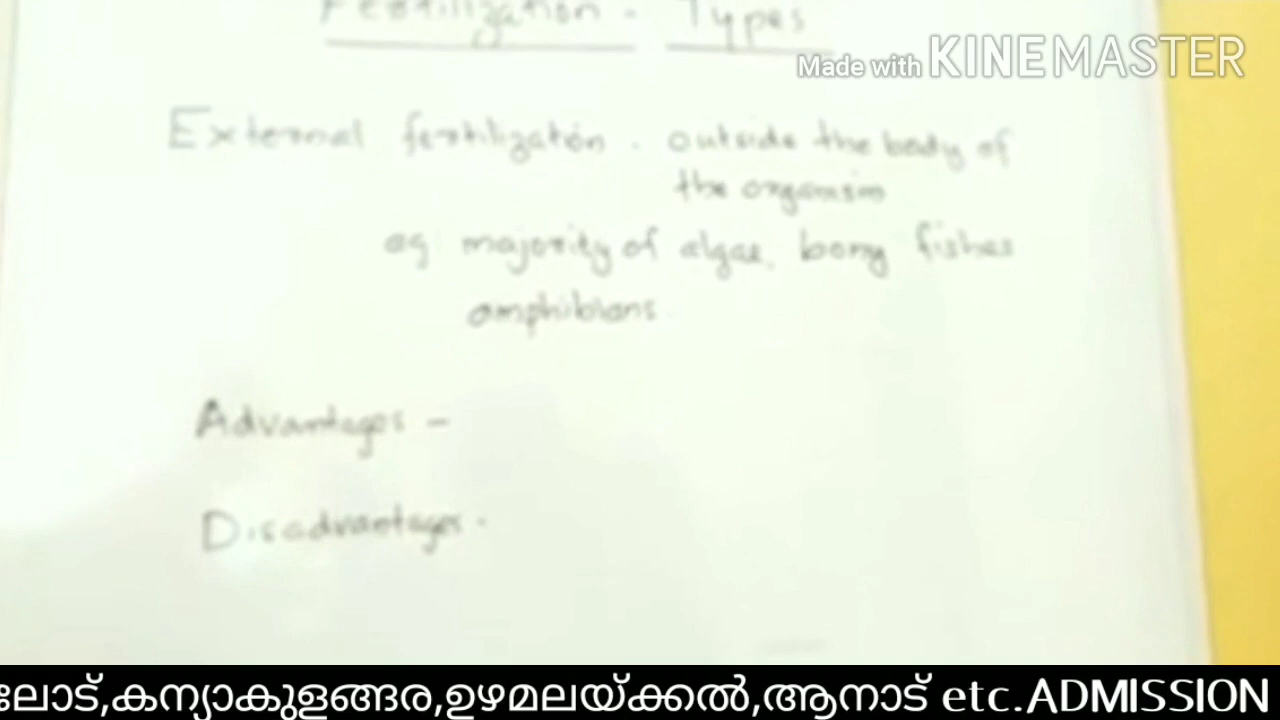 Fertilization - Types
Made with KINEMASTER
External fertilization - outside the body of
the organism
eg: majority of algae, bony fishes
amphibians.
Advantages -
Disadvantages -
ലോട്,കന്യാകുളങ്ങര,ഉഴമലയ്ക്കൽ,ആനാട് etc.ADMISSION